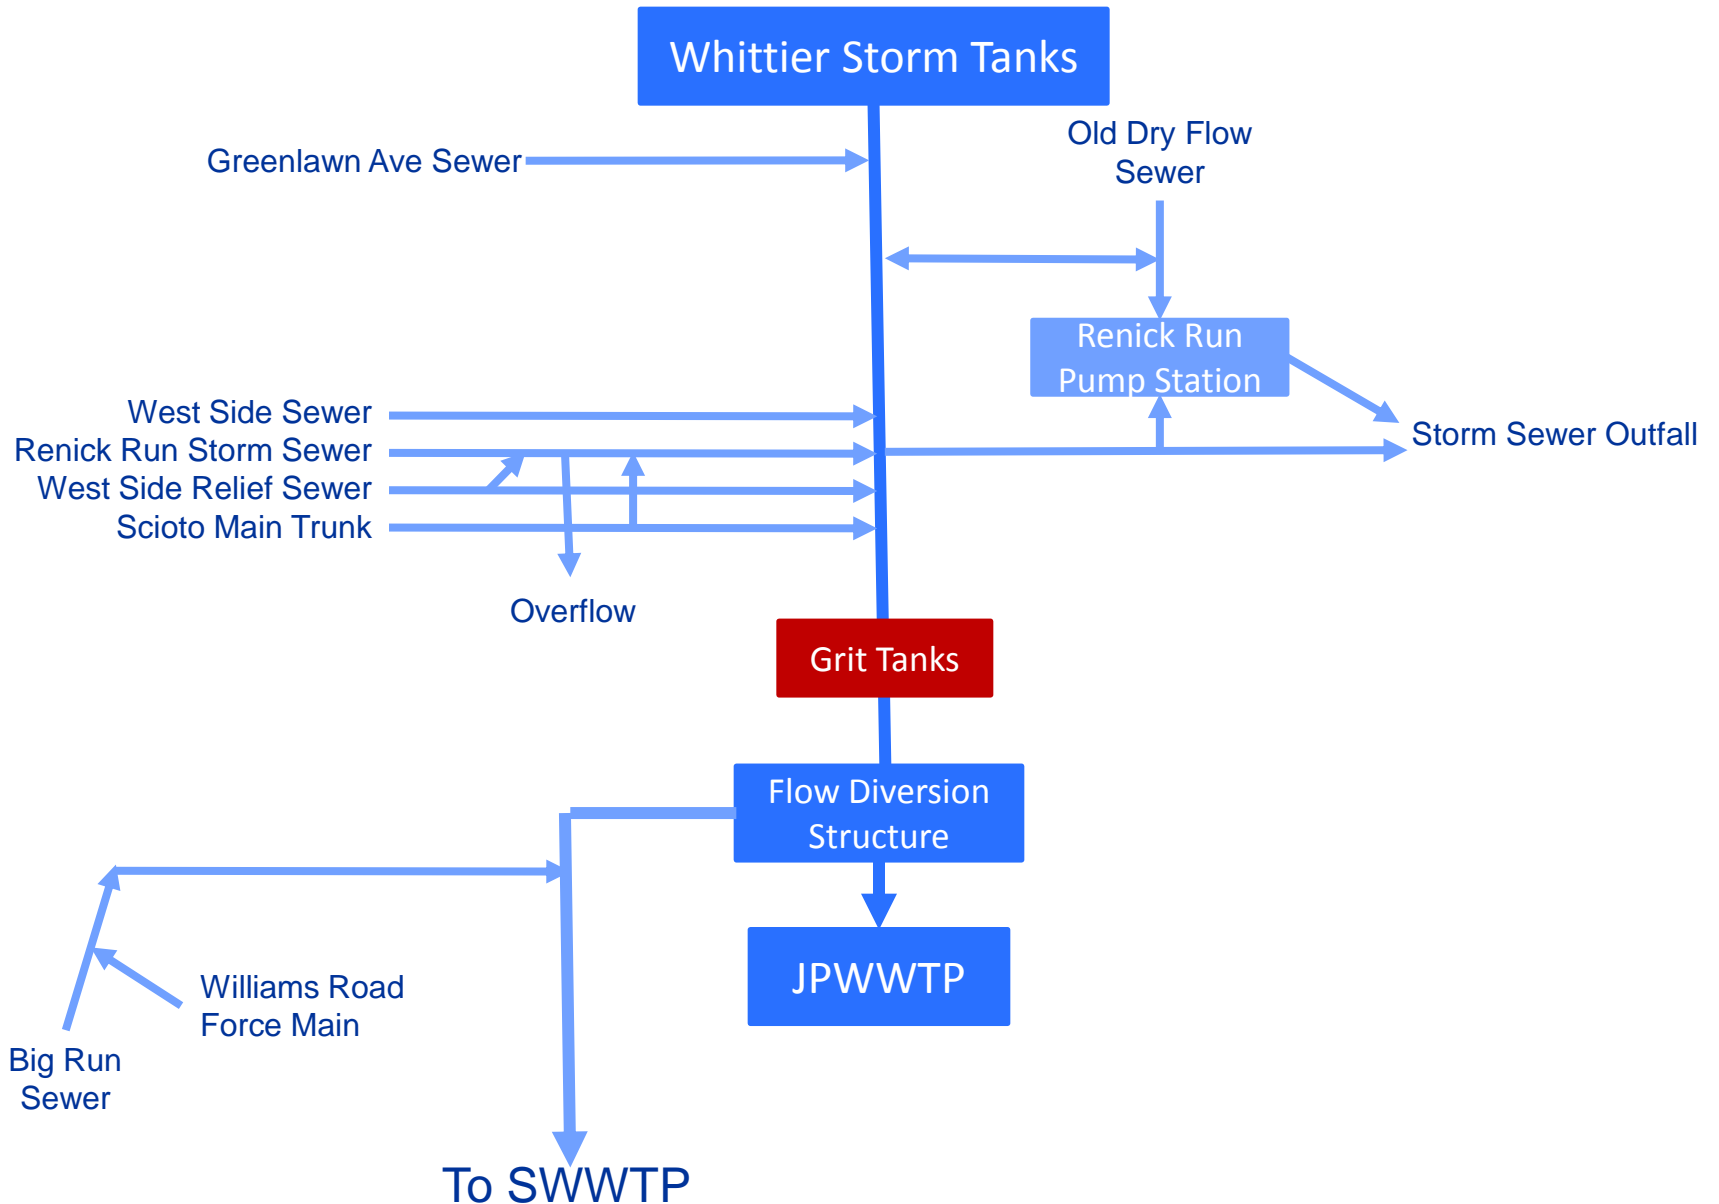 Whittier Storm Tanks
Old Dry Flow
Sewer
Greenlawn Ave Sewer
Renick Run
Pump Station
West Side Sewer
Renick Run Storm Sewer
West Side Relief Sewer
Scioto Main Trunk
Storm Sewer Outfall
Overflow
Grit Tanks
Flow Diversion
Structure
JPWWTP
Williams Road
Force Main
Big Run
Sewer
To SWWTP